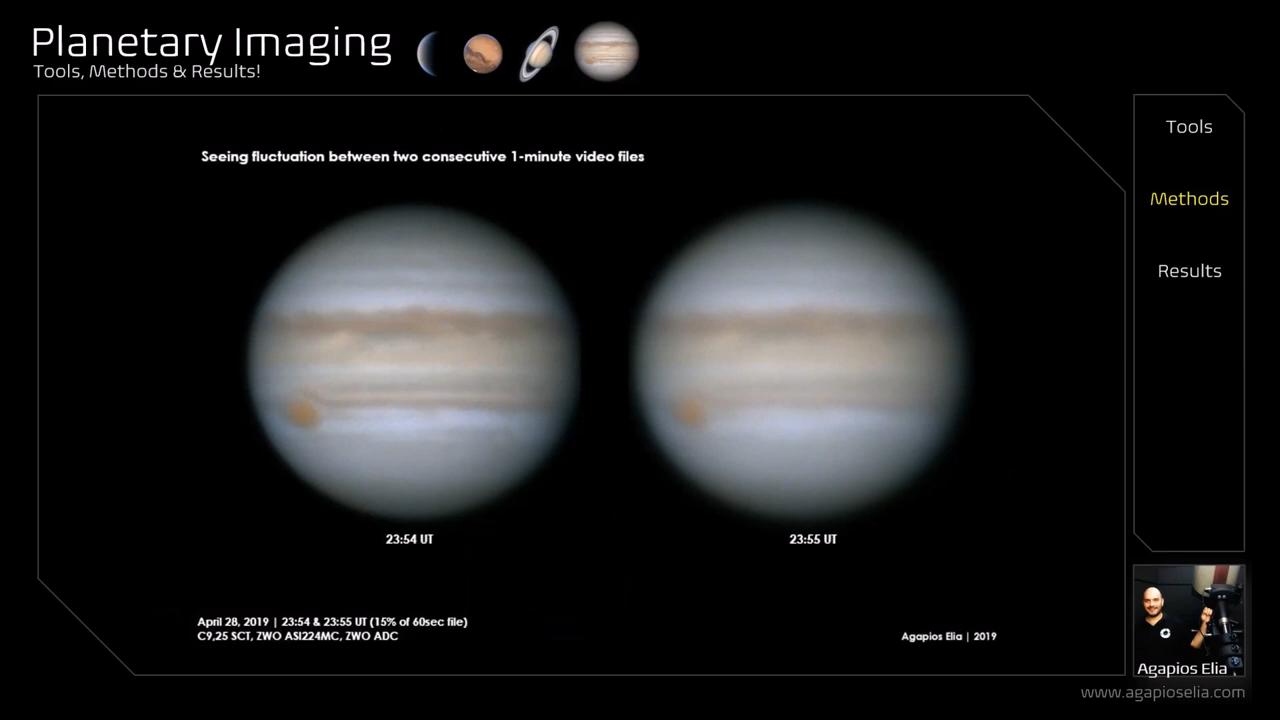 Planetary Imaging
Tools, Methods & Results!
Tools
Methods
Results
Seeing fluctuation between two consecutive 1-minute video files
23:54 UT
23:55 UT
April 28, 2019 | 23:54 & 23:55 UT (15% of 60sec file)
C9,25 SCT, ZWO ASI224MC, ZWO ADC
Agapios Elia | 2019
Agapios Elia
www.agapioselia.com